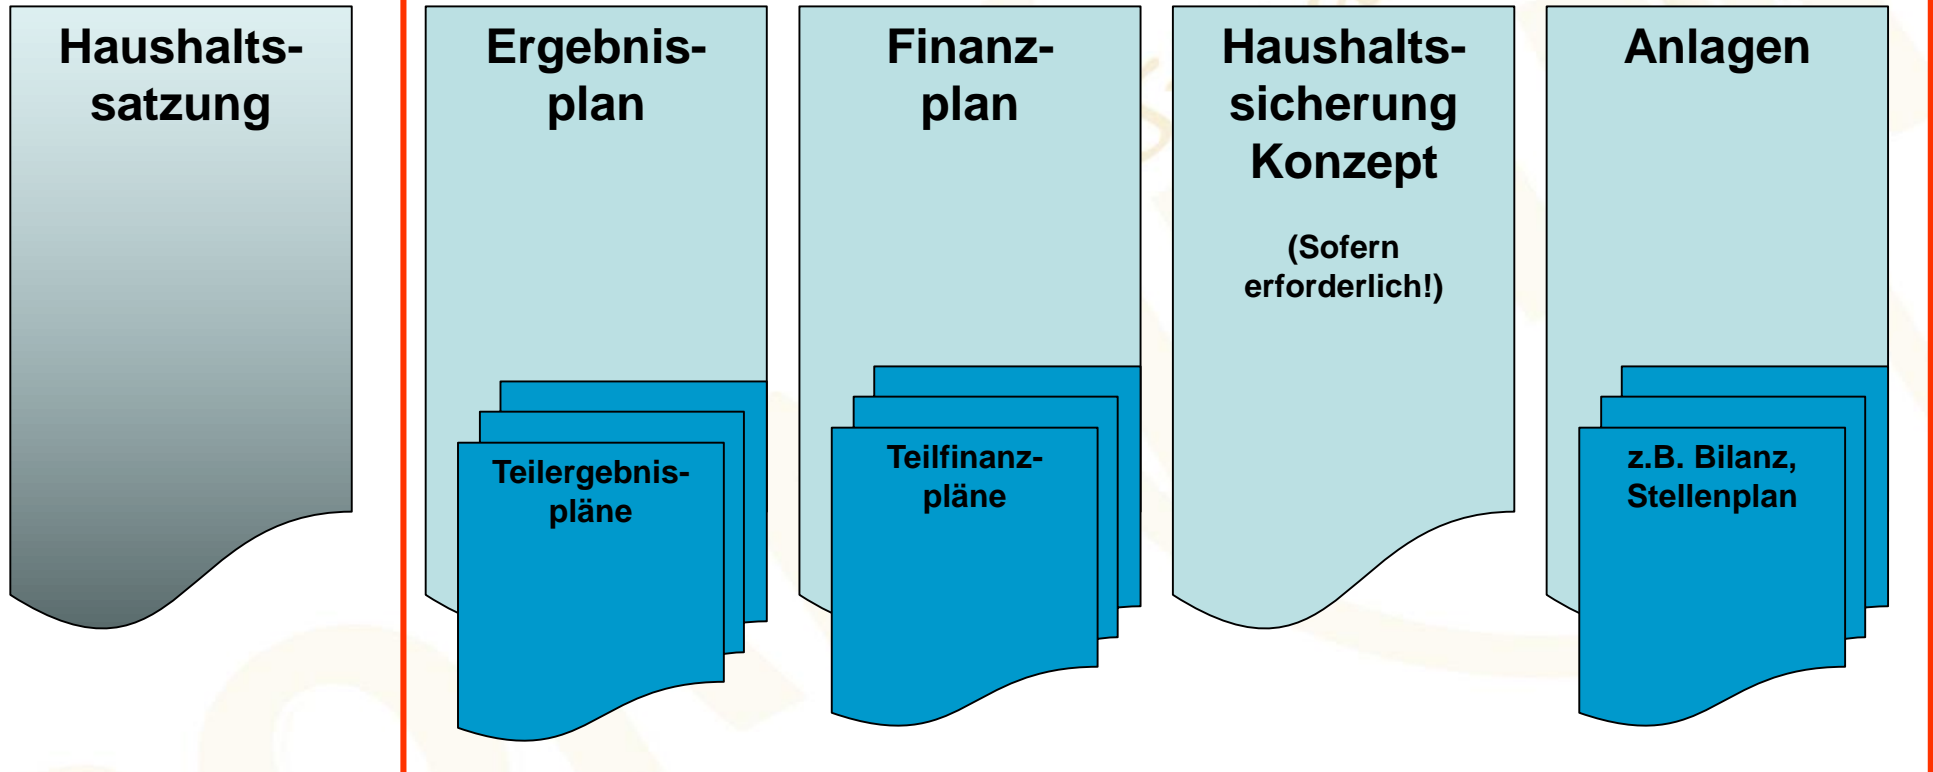 Haushalts-
satzung
Ergebnis-
plan
Teilergebnis-
pläne
Finanz-
plan
Teilfinanz-
pläne
Haushalts-
sicherung
Konzept
(Sofern
erforderlich!)
Anlagen
z.B. Bilanz,
Stellenplan